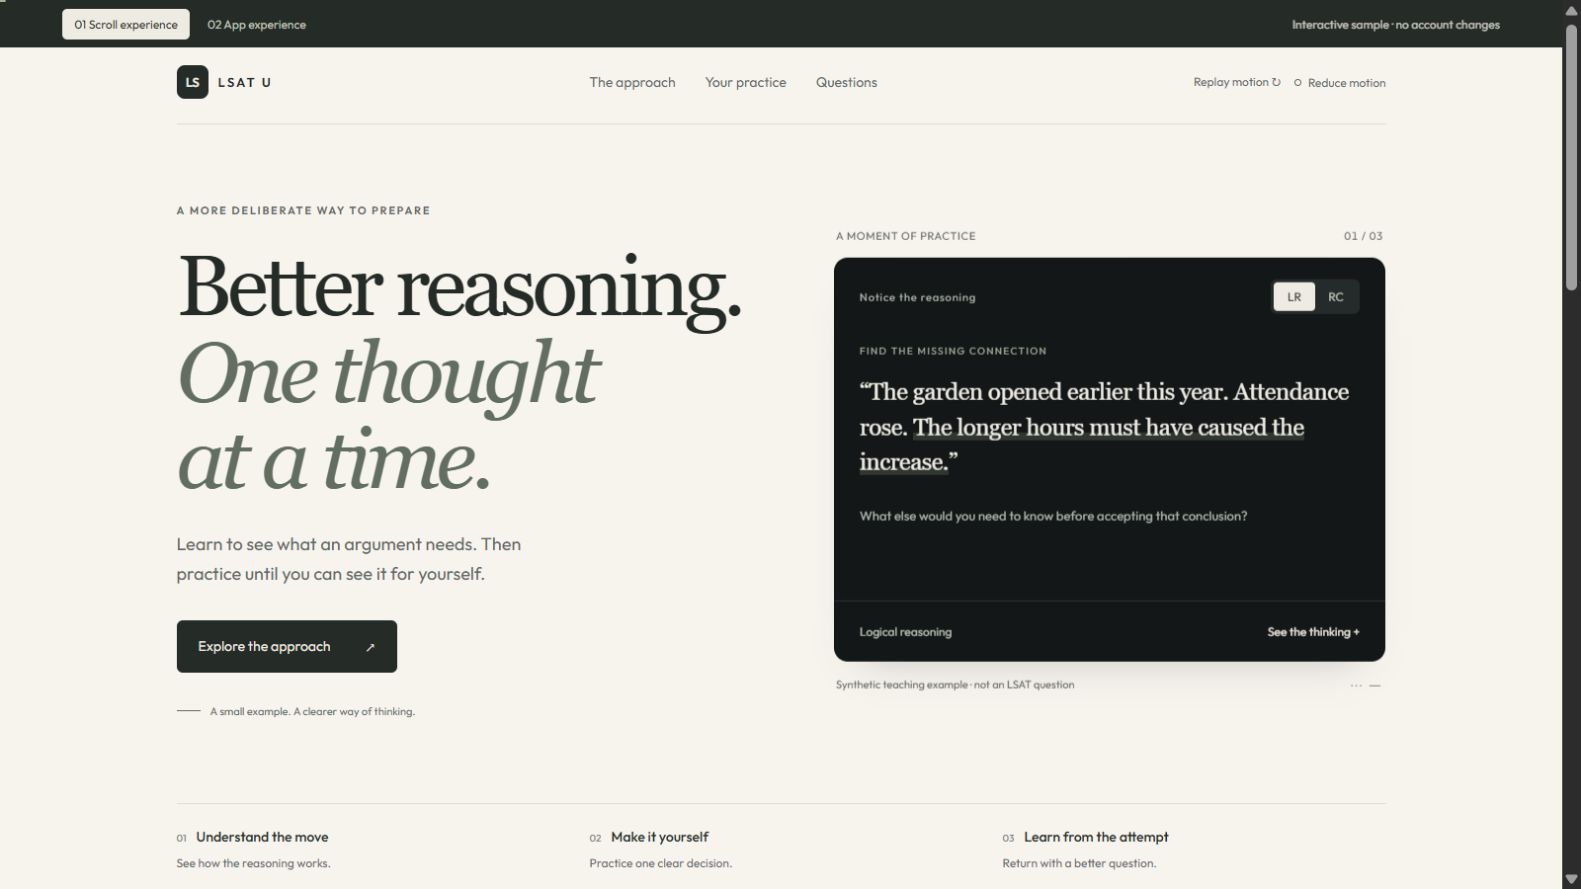 01 Scroll experience
02 App experience
Interactive sample · no account changes
LS
LSAT U
The approach
Your practice
Questions
Replay motion ↻
Reduce motion
A MORE DELIBERATE WAY TO PREPARE
Better reasoning.
One thought
at a time.
Learn to see what an argument needs. Then
practice until you can see it for yourself.
Explore the approach ↗
A small example. A clearer way of thinking.
A MOMENT OF PRACTICE
01 / 03
Notice the reasoning
LR
RC
FIND THE MISSING CONNECTION
“The garden opened earlier this year. Attendance
rose. The longer hours must have caused the
increase.”
What else would you need to know before accepting that conclusion?
Logical reasoning
See the thinking +
Synthetic teaching example · not an LSAT question
01 Understand the move
See how the reasoning works.
02 Make it yourself
Practice one clear decision.
03 Learn from the attempt
Return with a better question.